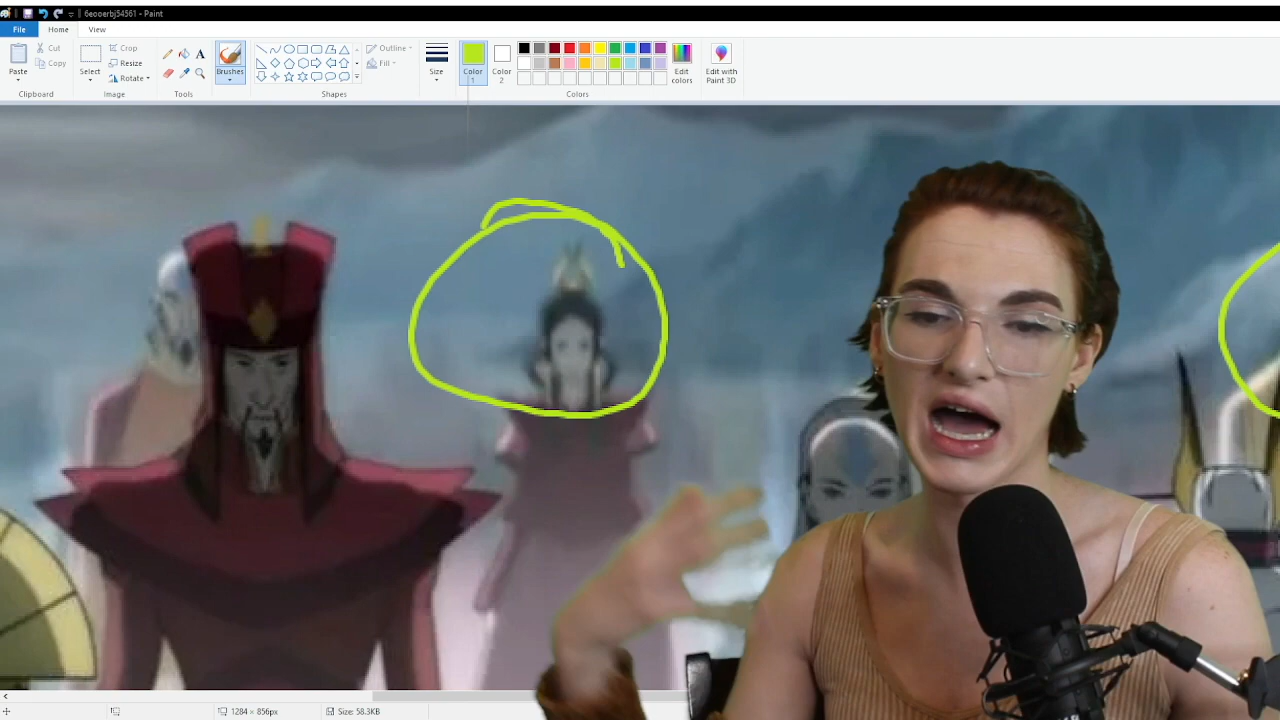 6eooerbj54561 - Paint
File Home View
Cut Crop Outline
Copy Resize Fill
Paste Select Rotate A Brushes Size Color 1 Color 2 Edit colors Edit with Paint 3D
Clipboard Image Tools Shapes Colors
1284 × 856px Size: 58.3KB